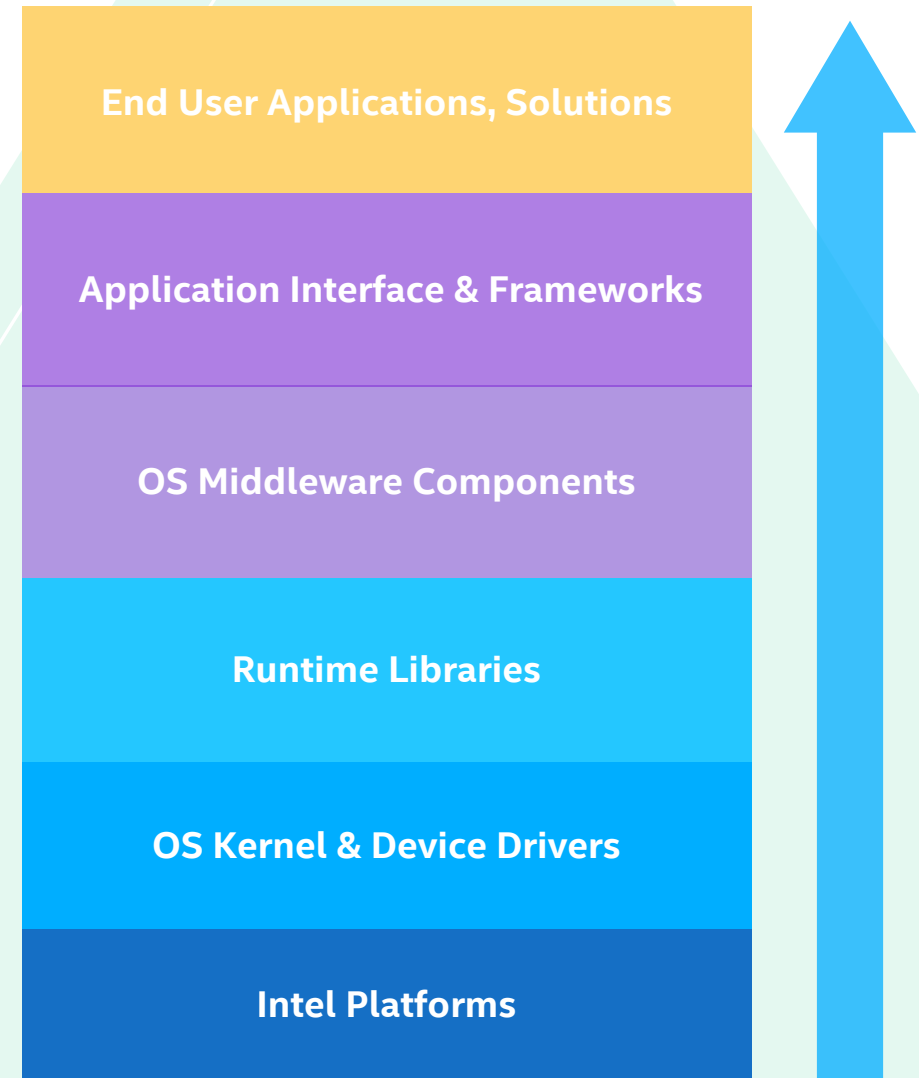 End User Applications, Solutions
Application Interface & Frameworks
OS Middleware Components
Runtime Libraries
OS Kernel & Device Drivers
Intel Platforms